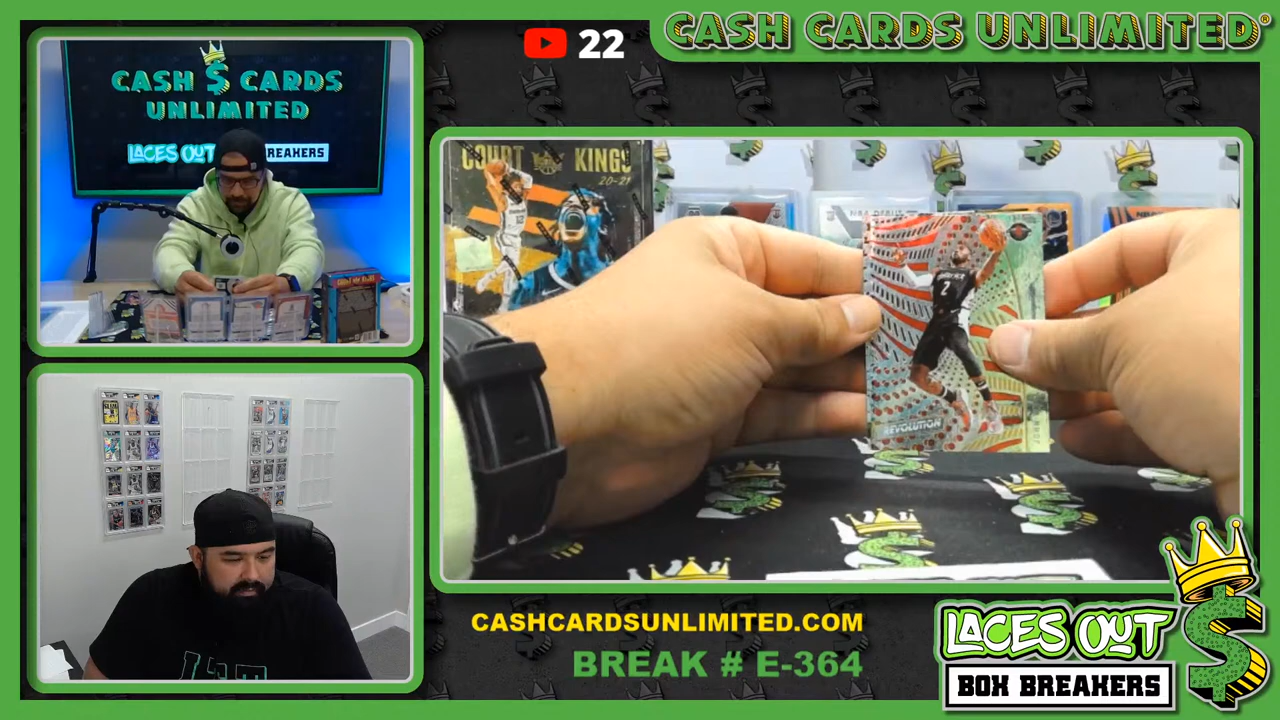 22
CASH CARDS UNLIMITED®
CASH $ CARDS
UNLIMITED
LACES OUT
REAKERS
COURT KINGS
20-21
2
REVOLUTION
CASHCARDSUNLIMITED.COM
BREAK # E-364
LACES OUT
BOX BREAKERS